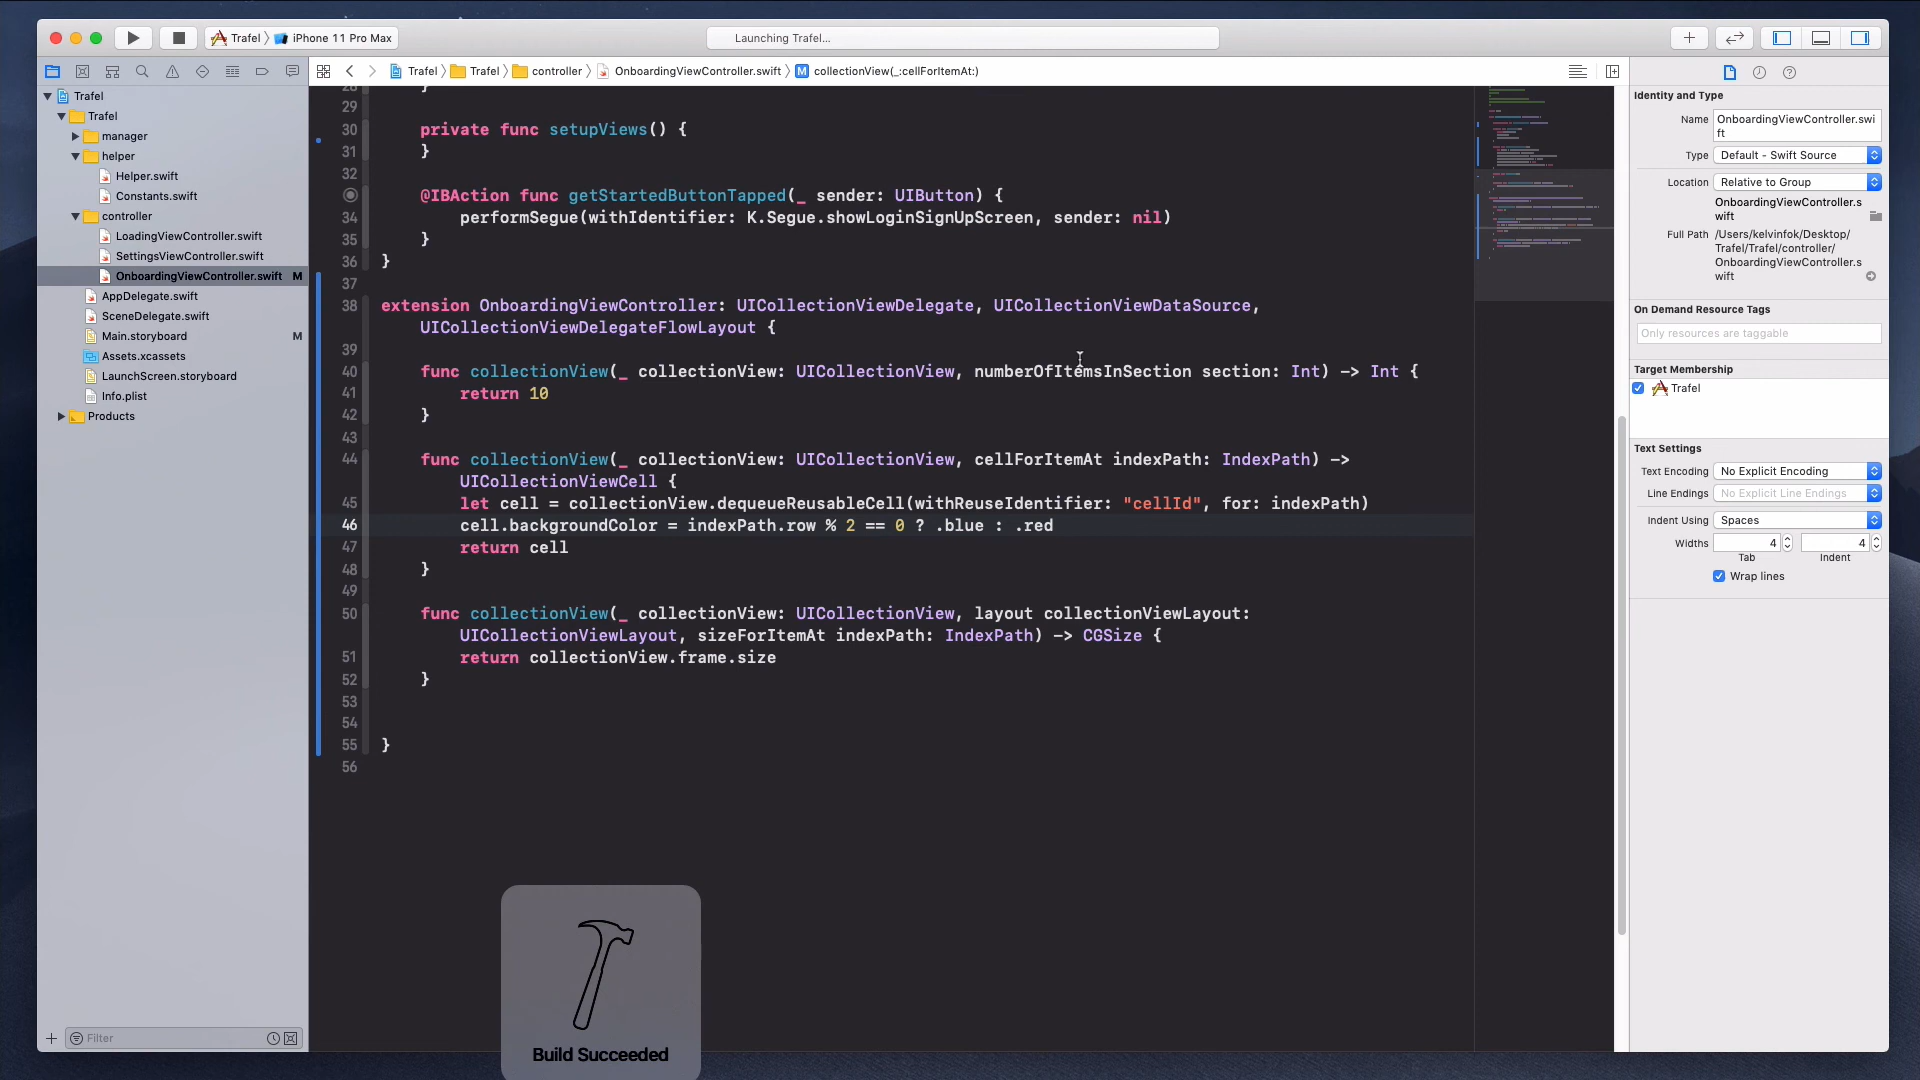 Trafel
iPhone 11 Pro Max
Launching Trafel...
Trafel
Trafel
controller
OnboardingViewController.swift
M
collectionView(_:cellForItemAt:)
Trafel
Trafel
manager
helper
Helper.swift
Constants.swift
controller
LoadingViewController.swift
SettingsViewController.swift
OnboardingViewController.swift M
AppDelegate.swift
SceneDelegate.swift
Main.storyboard M
Assets.xcassets
LaunchScreen.storyboard
Info.plist
Products
Filter
28 }
29
30 private func setupViews() {
31 }
32
@IBAction func getStartedButtonTapped(_ sender: UIButton) {
34 performSegue(withIdentifier: K.Segue.showLoginSignUpScreen, sender: nil)
35 }
36 }
37
38 extension OnboardingViewController: UICollectionViewDelegate, UICollectionViewDataSource,
UICollectionViewDelegateFlowLayout {
39
40 func collectionView(_ collectionView: UICollectionView, numberOfItemsInSection section: Int) -> Int {
41 return 10
42 }
43
44 func collectionView(_ collectionView: UICollectionView, cellForItemAt indexPath: IndexPath) ->
UICollectionViewCell {
45 let cell = collectionView.dequeueReusableCell(withReuseIdentifier: "cellId", for: indexPath)
46 cell.backgroundColor = indexPath.row % 2 == 0 ? .blue : .red
47 return cell
48 }
49
50 func collectionView(_ collectionView: UICollectionView, layout collectionViewLayout:
UICollectionViewLayout, sizeForItemAt indexPath: IndexPath) -> CGSize {
51 return collectionView.frame.size
52 }
53
54
55 }
56
Build Succeeded
Identity and Type
Name OnboardingViewController.swi
ft
Type Default - Swift Source
Location Relative to Group
OnboardingViewController.s
wift
Full Path /Users/kelvinfok/Desktop/
Trafel/Trafel/controller/
OnboardingViewController.s
wift
On Demand Resource Tags
Only resources are taggable
Target Membership
Trafel
Text Settings
Text Encoding No Explicit Encoding
Line Endings No Explicit Line Endings
Indent Using Spaces
Widths 4 4
Tab Indent
Wrap lines